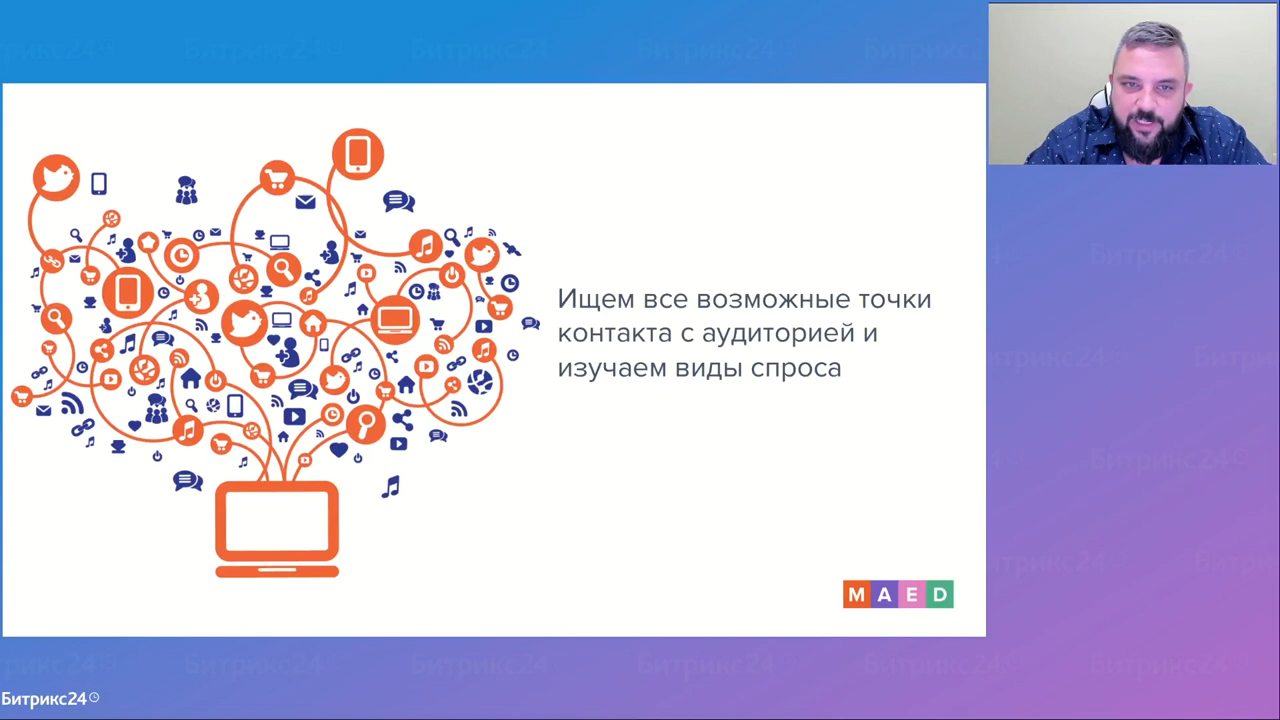 Ищем все возможные точки
контакта с аудиторией и
изучаем виды спроса
MAED
Битрикс24